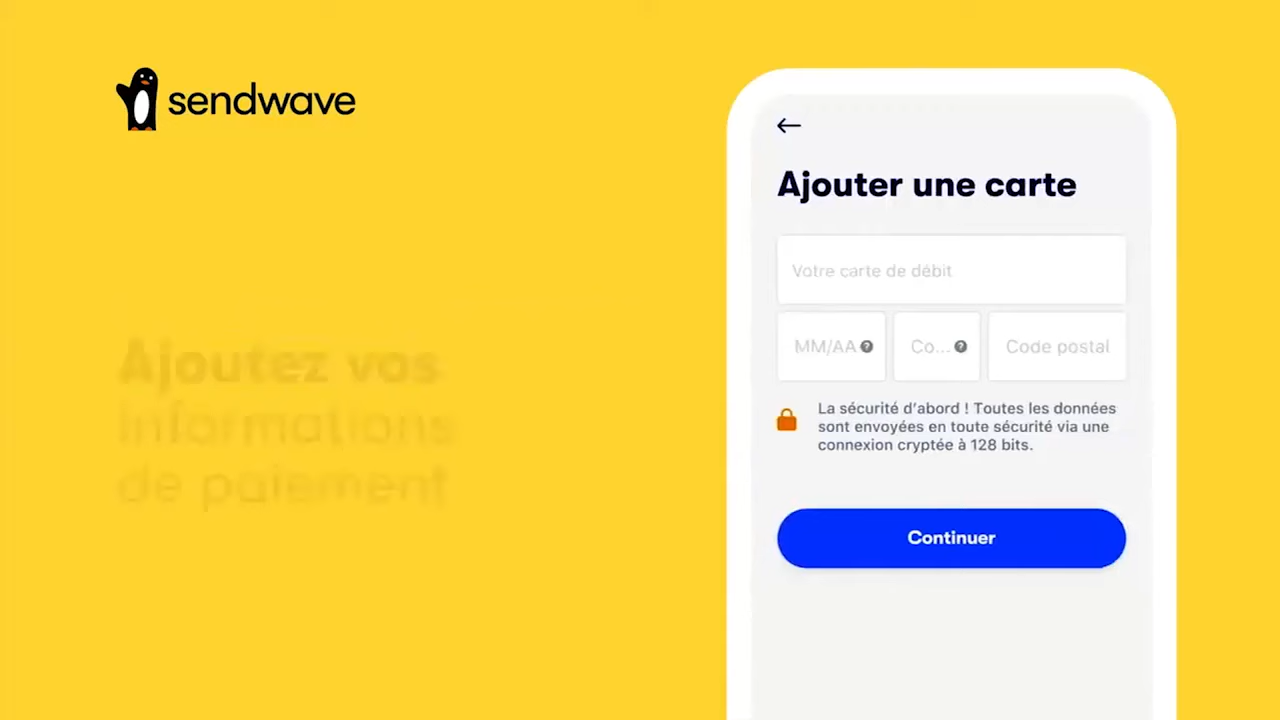 sendwave
Ajoutez vos
informations
de paiement
Ajouter une carte
Votre carte de débit
MM/AA ?
Co... ?
Code postal
La sécurité d'abord ! Toutes les données
sont envoyées en toute sécurité via une
connexion cryptée à 128 bits.
Continuer